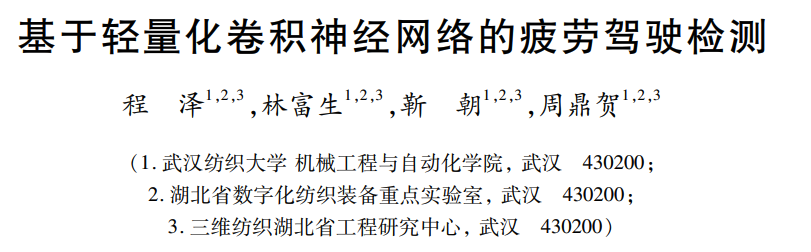 基于轻量化卷积神经网络的疲劳驾驶检测
程　泽1,2,3,林富生1,2,3,靳　朝1,2,3,周鼎贺1,2,3
(1. 武汉纺织大学 机械工程与自动化学院, 武汉　430200;
2. 湖北省数字化纺织装备重点实验室, 武汉　430200;
3. 三维纺织湖北省工程研究中心, 武汉　430200)